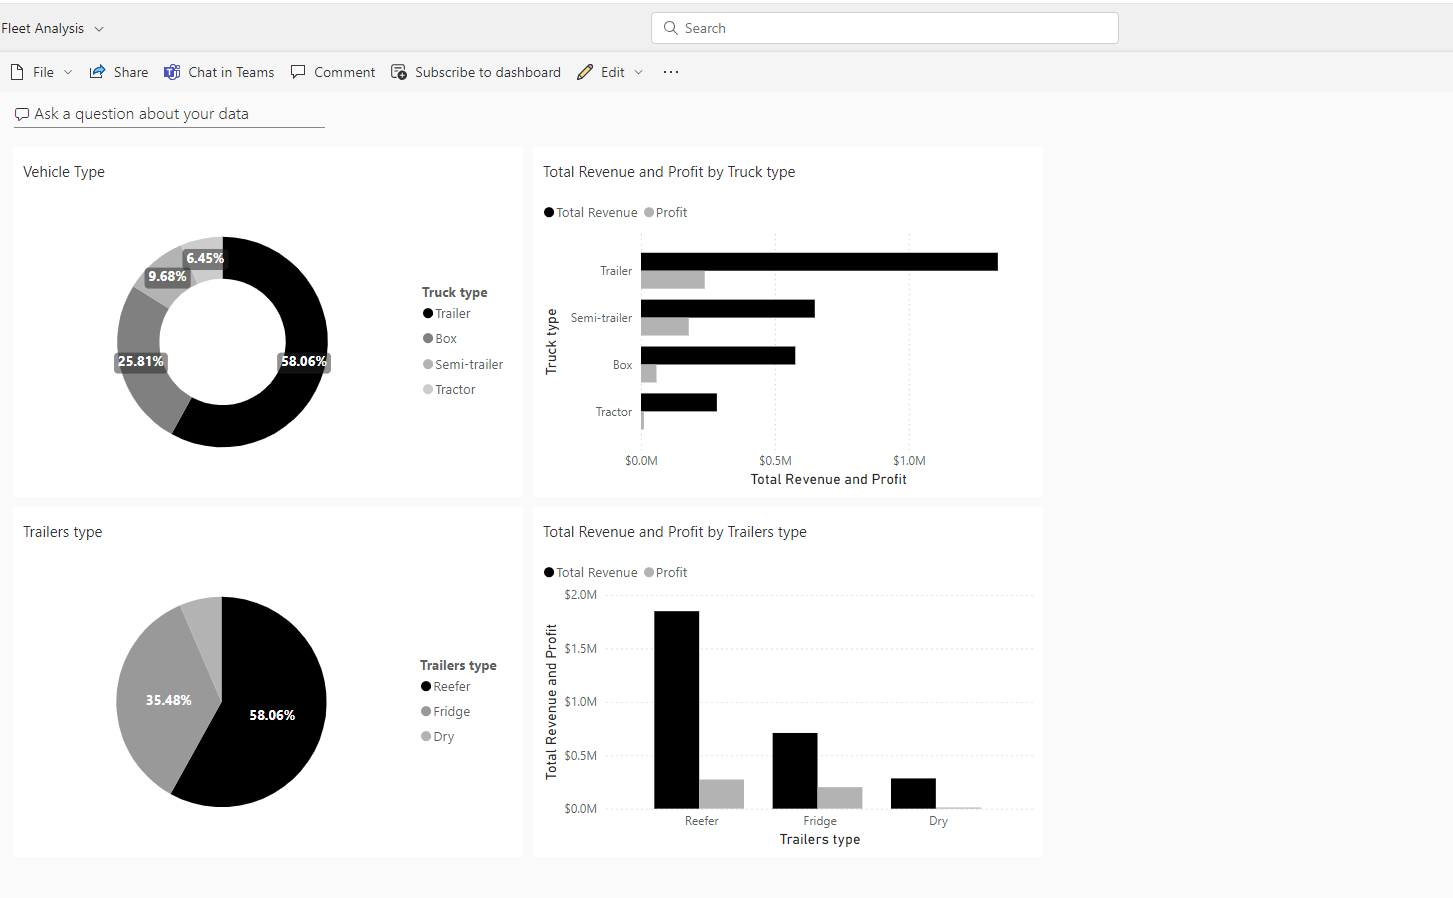 Fleet Analysis
Search
File
Share
Chat in Teams
Comment
Subscribe to dashboard
Edit
Ask a question about your data
Vehicle Type
6.45%
9.68%
25.81%
58.06%
Truck type
Trailer
Box
Semi-trailer
Tractor
Total Revenue and Profit by Truck type
Total Revenue
Profit
Truck type
Trailer
Semi-trailer
Box
Tractor
$0.0M
$0.5M
$1.0M
Total Revenue and Profit
Trailers type
35.48%
58.06%
Trailers type
Reefer
Fridge
Dry
Total Revenue and Profit by Trailers type
Total Revenue
Profit
Total Revenue and Profit
$2.0M
$1.5M
$1.0M
$0.5M
$0.0M
Reefer
Fridge
Dry
Trailers type